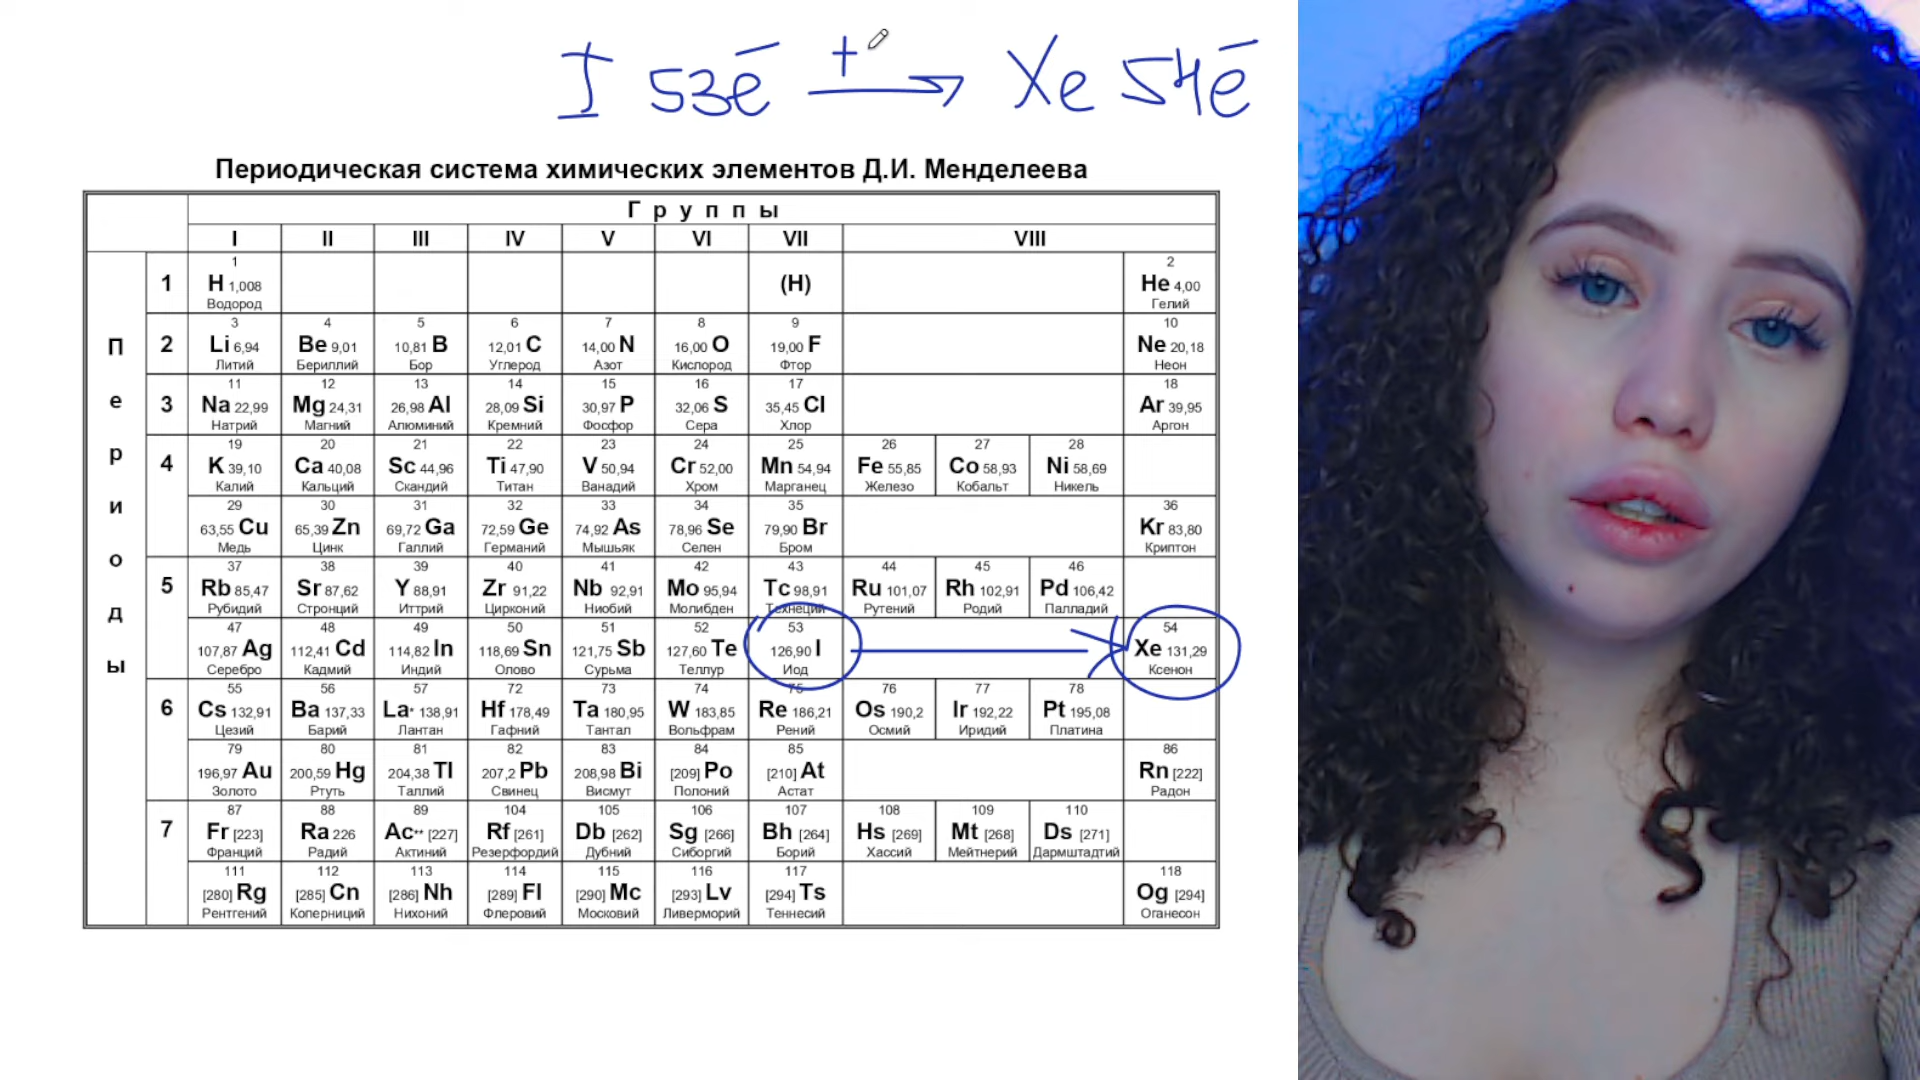 I 53ē + → Xe 54ē
Периодическая система химических элементов Д.И. Менделеева
Группы
I II III IV V VI VII VIII
Периоды
1 2
1 H 1,008 (H) He 4,00
Водород Гелий
3 4 5 6 7 8 9 10
2 Li 6,94 Be 9,01 10,81 B 12,01 C 14,00 N 16,00 O 19,00 F Ne 20,18
Литий Бериллий Бор Углерод Азот Кислород Фтор Неон
11 12 13 14 15 16 17 18
3 Na 22,99 Mg 24,31 26,98 Al 28,09 Si 30,97 P 32,06 S 35,45 Cl Ar 39,95
Натрий Магний Алюминий Кремний Фосфор Сера Хлор Аргон
19 20 21 22 23 24 25 26 27 28
4 K 39,10 Ca 40,08 Sc 44,96 Ti 47,90 V 50,94 Cr 52,00 Mn 54,94 Fe 55,85 Co 58,93 Ni 58,69
Калий Кальций Скандий Титан Ванадий Хром Марганец Железо Кобальт Никель
29 30 31 32 33 34 35 36
63,55 Cu 65,39 Zn 69,72 Ga 72,59 Ge 74,92 As 78,96 Se 79,90 Br Kr 83,80
Медь Цинк Галлий Германий Мышьяк Селен Бром Криптон
37 38 39 40 41 42 43 44 45 46
5 Rb 85,47 Sr 87,62 Y 88,91 Zr 91,22 Nb 92,91 Mo 95,94 Tc 98,91 Ru 101,07 Rh 102,91 Pd 106,42
Рубидий Стронций Иттрий Цирконий Ниобий Молибден Технеций Рутений Родий Палладий
47 48 49 50 51 52 53 54
107,87 Ag 112,41 Cd 114,82 In 118,69 Sn 121,75 Sb 127,60 Te 126,90 I Xe 131,29
Серебро Кадмий Индий Олово Сурьма Теллур Иод Ксенон
55 56 57 72 73 74 75 76 77 78
6 Cs 132,91 Ba 137,33 La* 138,91 Hf 178,49 Ta 180,95 W 183,85 Re 186,21 Os 190,2 Ir 192,22 Pt 195,08
Цезий Барий Лантан Гафний Тантал Вольфрам Рений Осмий Иридий Платина
79 80 81 82 83 84 85 86
196,97 Au 200,59 Hg 204,38 Tl 207,2 Pb 208,98 Bi [209] Po [210] At Rn [222]
Золото Ртуть Таллий Свинец Висмут Полоний Астат Радон
87 88 89 104 105 106 107 108 109 110
7 Fr [223] Ra 226 Ac** [227] Rf [261] Db [262] Sg [266] Bh [264] Hs [269] Mt [268] Ds [271]
Франций Радий Актиний Резерфордий Дубний Сиборгий Борий Хассий Мейтнерий Дармштадтий
111 112 113 114 115 116 117 118
[280] Rg [285] Cn [286] Nh [289] Fl [290] Mc [293] Lv [294] Ts Og [294]
Рентгений Коперниций Нихоний Флеровий Московий Ливерморий Теннесий Оганесон